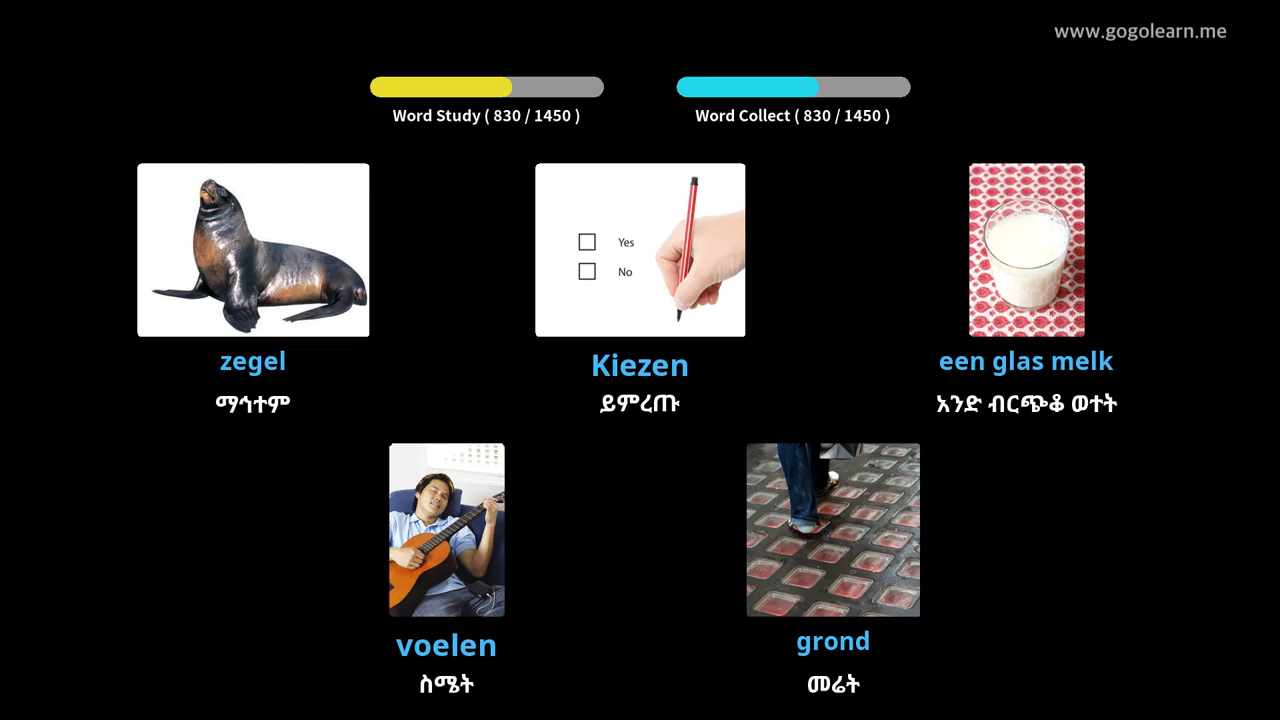 www.gogolearn.me
Word Study ( 830 / 1450 )
Word Collect ( 830 / 1450 )
Yes
No
zegel
Kiezen
een glas melk
ማኅተም
ይምረጡ
አንድ ብርጭቆ ወተት
voelen
grond
ስሜት
መሬት